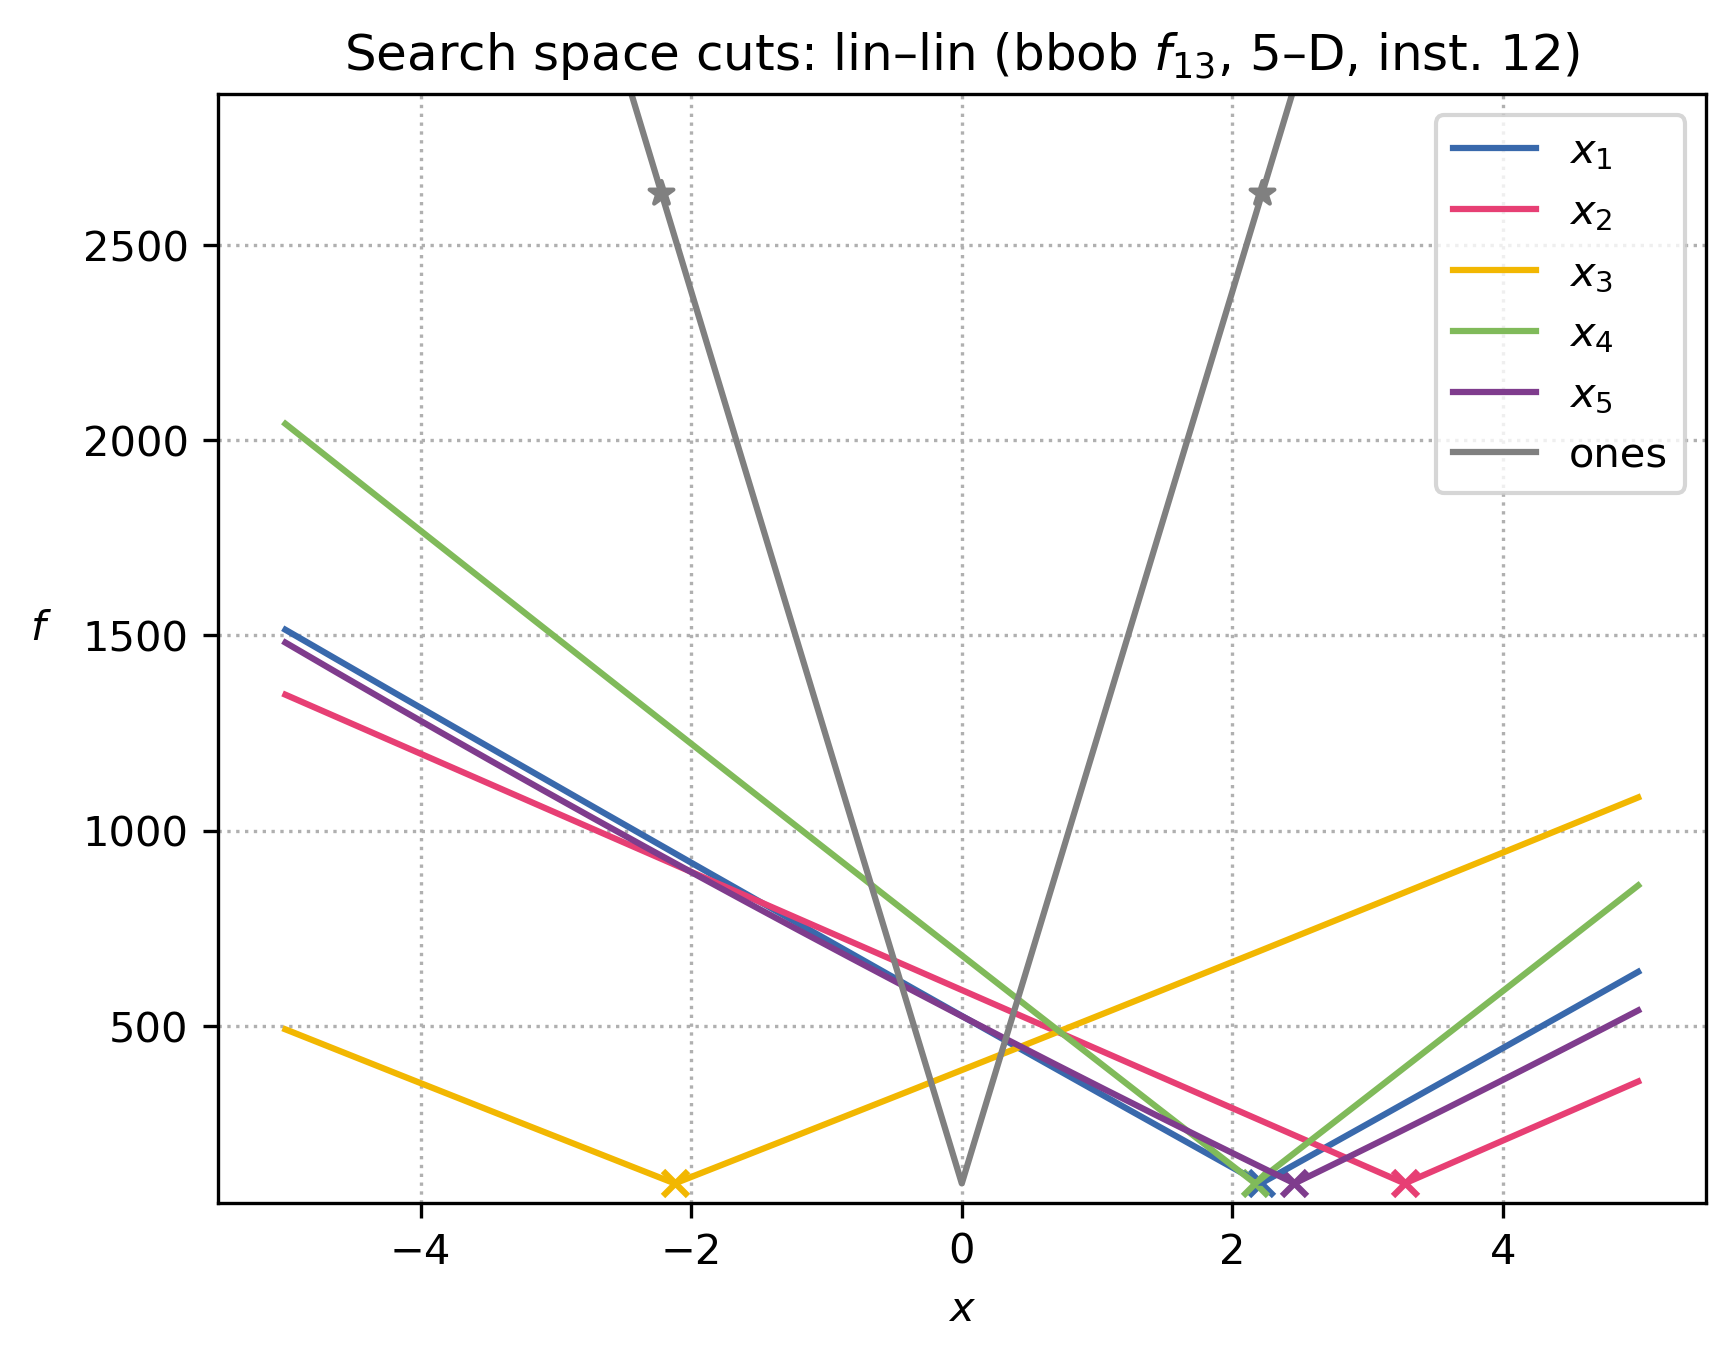 Search space cuts: lin–lin (bbob f₁₃, 5–D, inst. 12)
x₁
x₂
x₃
x₄
x₅
ones
2500
2000
1500
1000
500
f
−4 −2 0 2 4
x